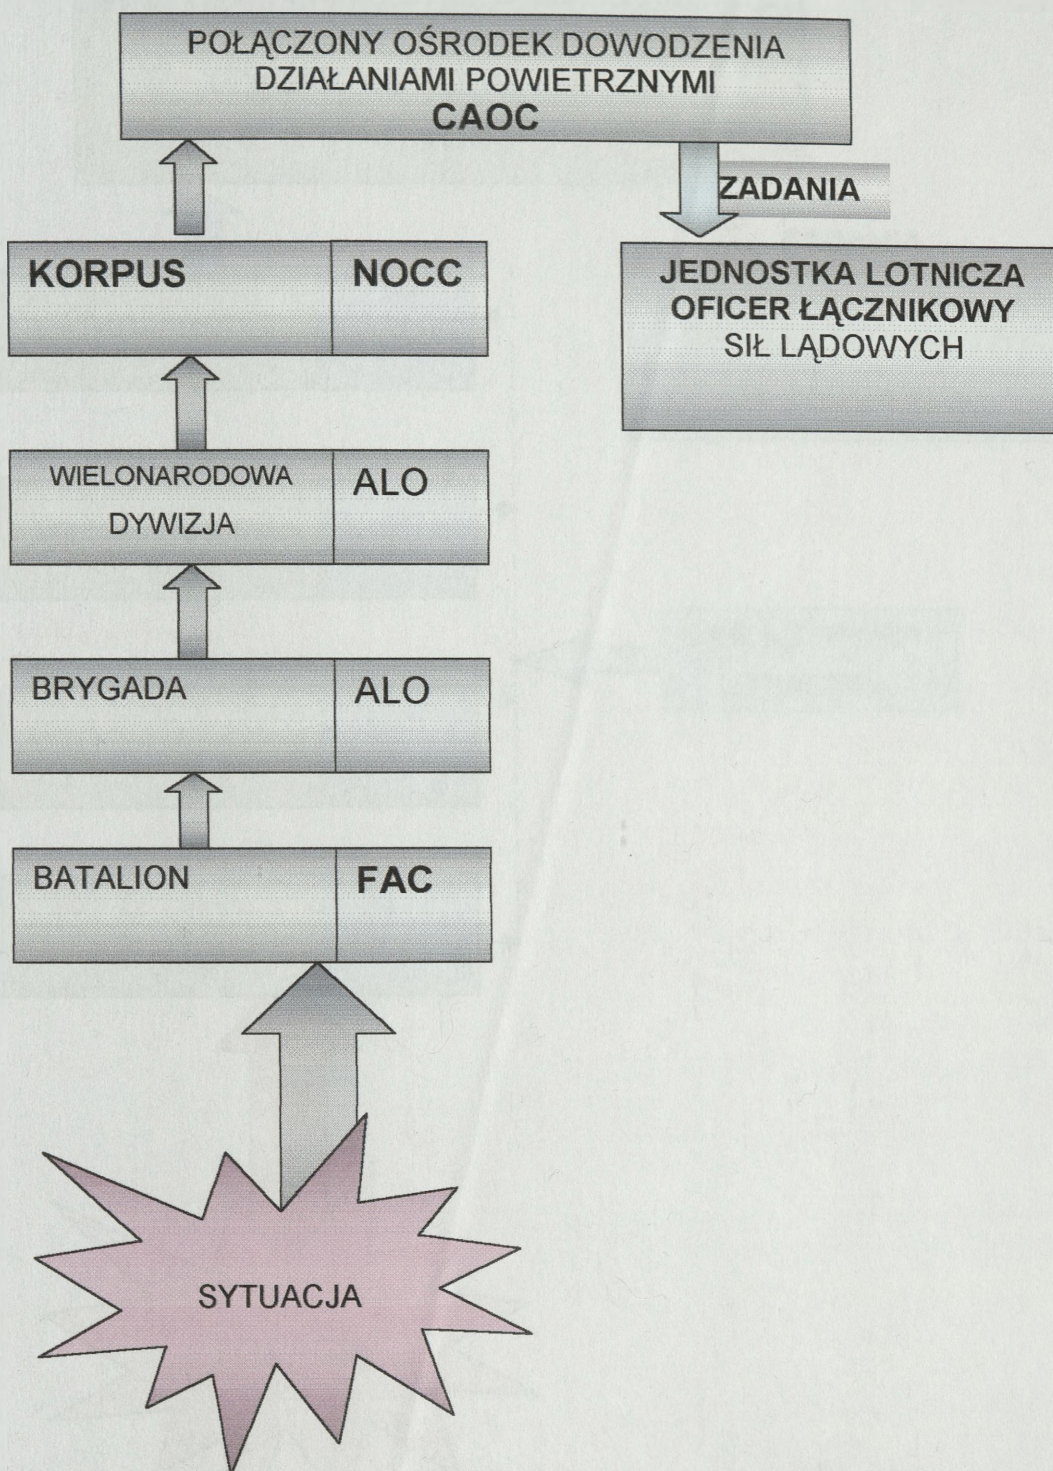 POŁĄCZONY OŚRODEK DOWODZENIA
DZIAŁANIAMI POWIETRZNYMI
CAOC
ZADANIA
KORPUS NOCC
JEDNOSTKA LOTNICZA
OFICER ŁĄCZNIKOWY
SIŁ LĄDOWYCH
WIELONARODOWA
DYWIZJA
ALO
BRYGADA ALO
BATALION FAC
SYTUACJA